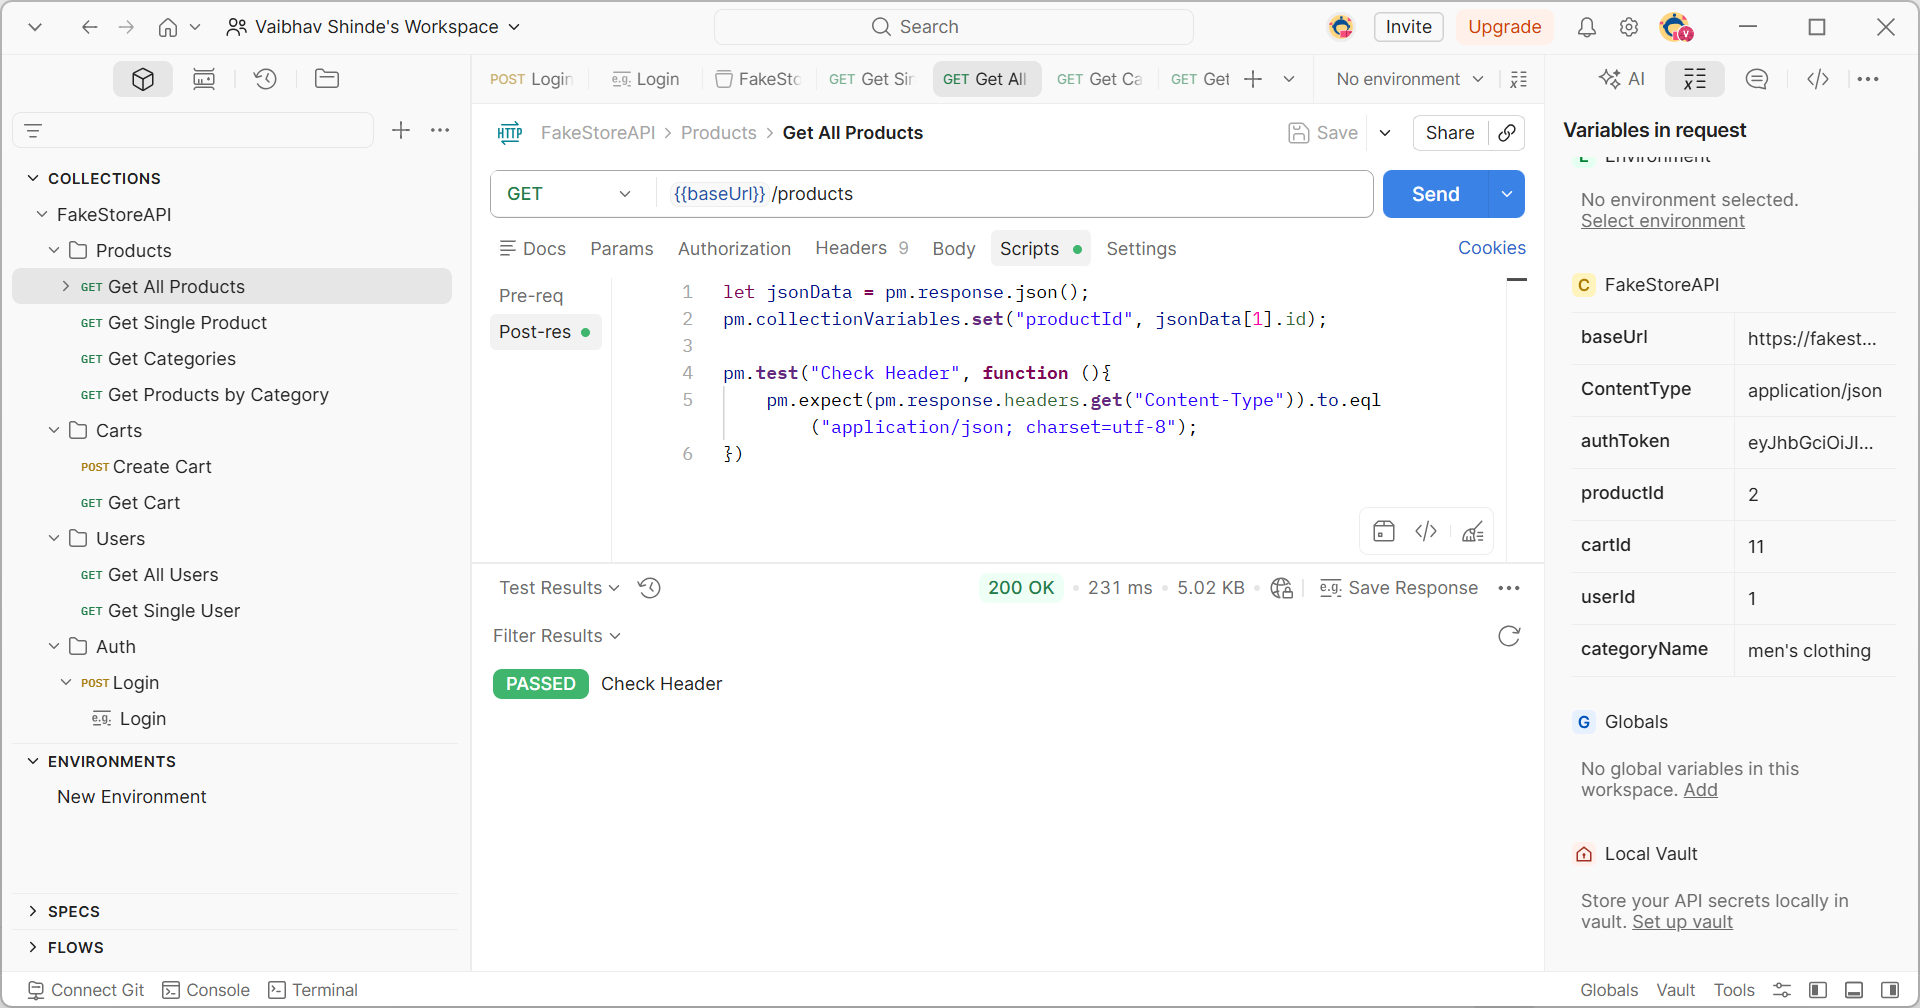 Vaibhav Shinde's Workspace
Search
Invite
Upgrade
V
POST Login
e.g. Login
FakeSto
GET Get Sin
GET Get All
GET Get Ca
GET Get
No environment
AI
FakeStoreAPI > Products > Get All Products
Save
Share
GET
{{baseUrl}} /products
Send
Docs
Params
Authorization
Headers 9
Body
Scripts
Settings
Cookies
Pre-req
Post-res
1 let jsonData = pm.response.json();
2 pm.collectionVariables.set("productId", jsonData[1].id);
3
4 pm.test("Check Header", function (){
5 pm.expect(pm.response.headers.get("Content-Type")).to.eql
("application/json; charset=utf-8");
6 })
Test Results
200 OK
231 ms
5.02 KB
e.g. Save Response
Filter Results
PASSED Check Header
COLLECTIONS
FakeStoreAPI
Products
GET Get All Products
GET Get Single Product
GET Get Categories
GET Get Products by Category
Carts
POST Create Cart
GET Get Cart
Users
GET Get All Users
GET Get Single User
Auth
POST Login
e.g. Login
ENVIRONMENTS
New Environment
SPECS
FLOWS
Variables in request
E Environment
No environment selected.
Select environment
C FakeStoreAPI
baseUrl https://fakest...
ContentType application/json
authToken eyJhbGciOiJI...
productId 2
cartId 11
userId 1
categoryName men's clothing
G Globals
No global variables in this
workspace. Add
Local Vault
Store your API secrets locally in
vault. Set up vault
Connect Git
Console
Terminal
Globals
Vault
Tools